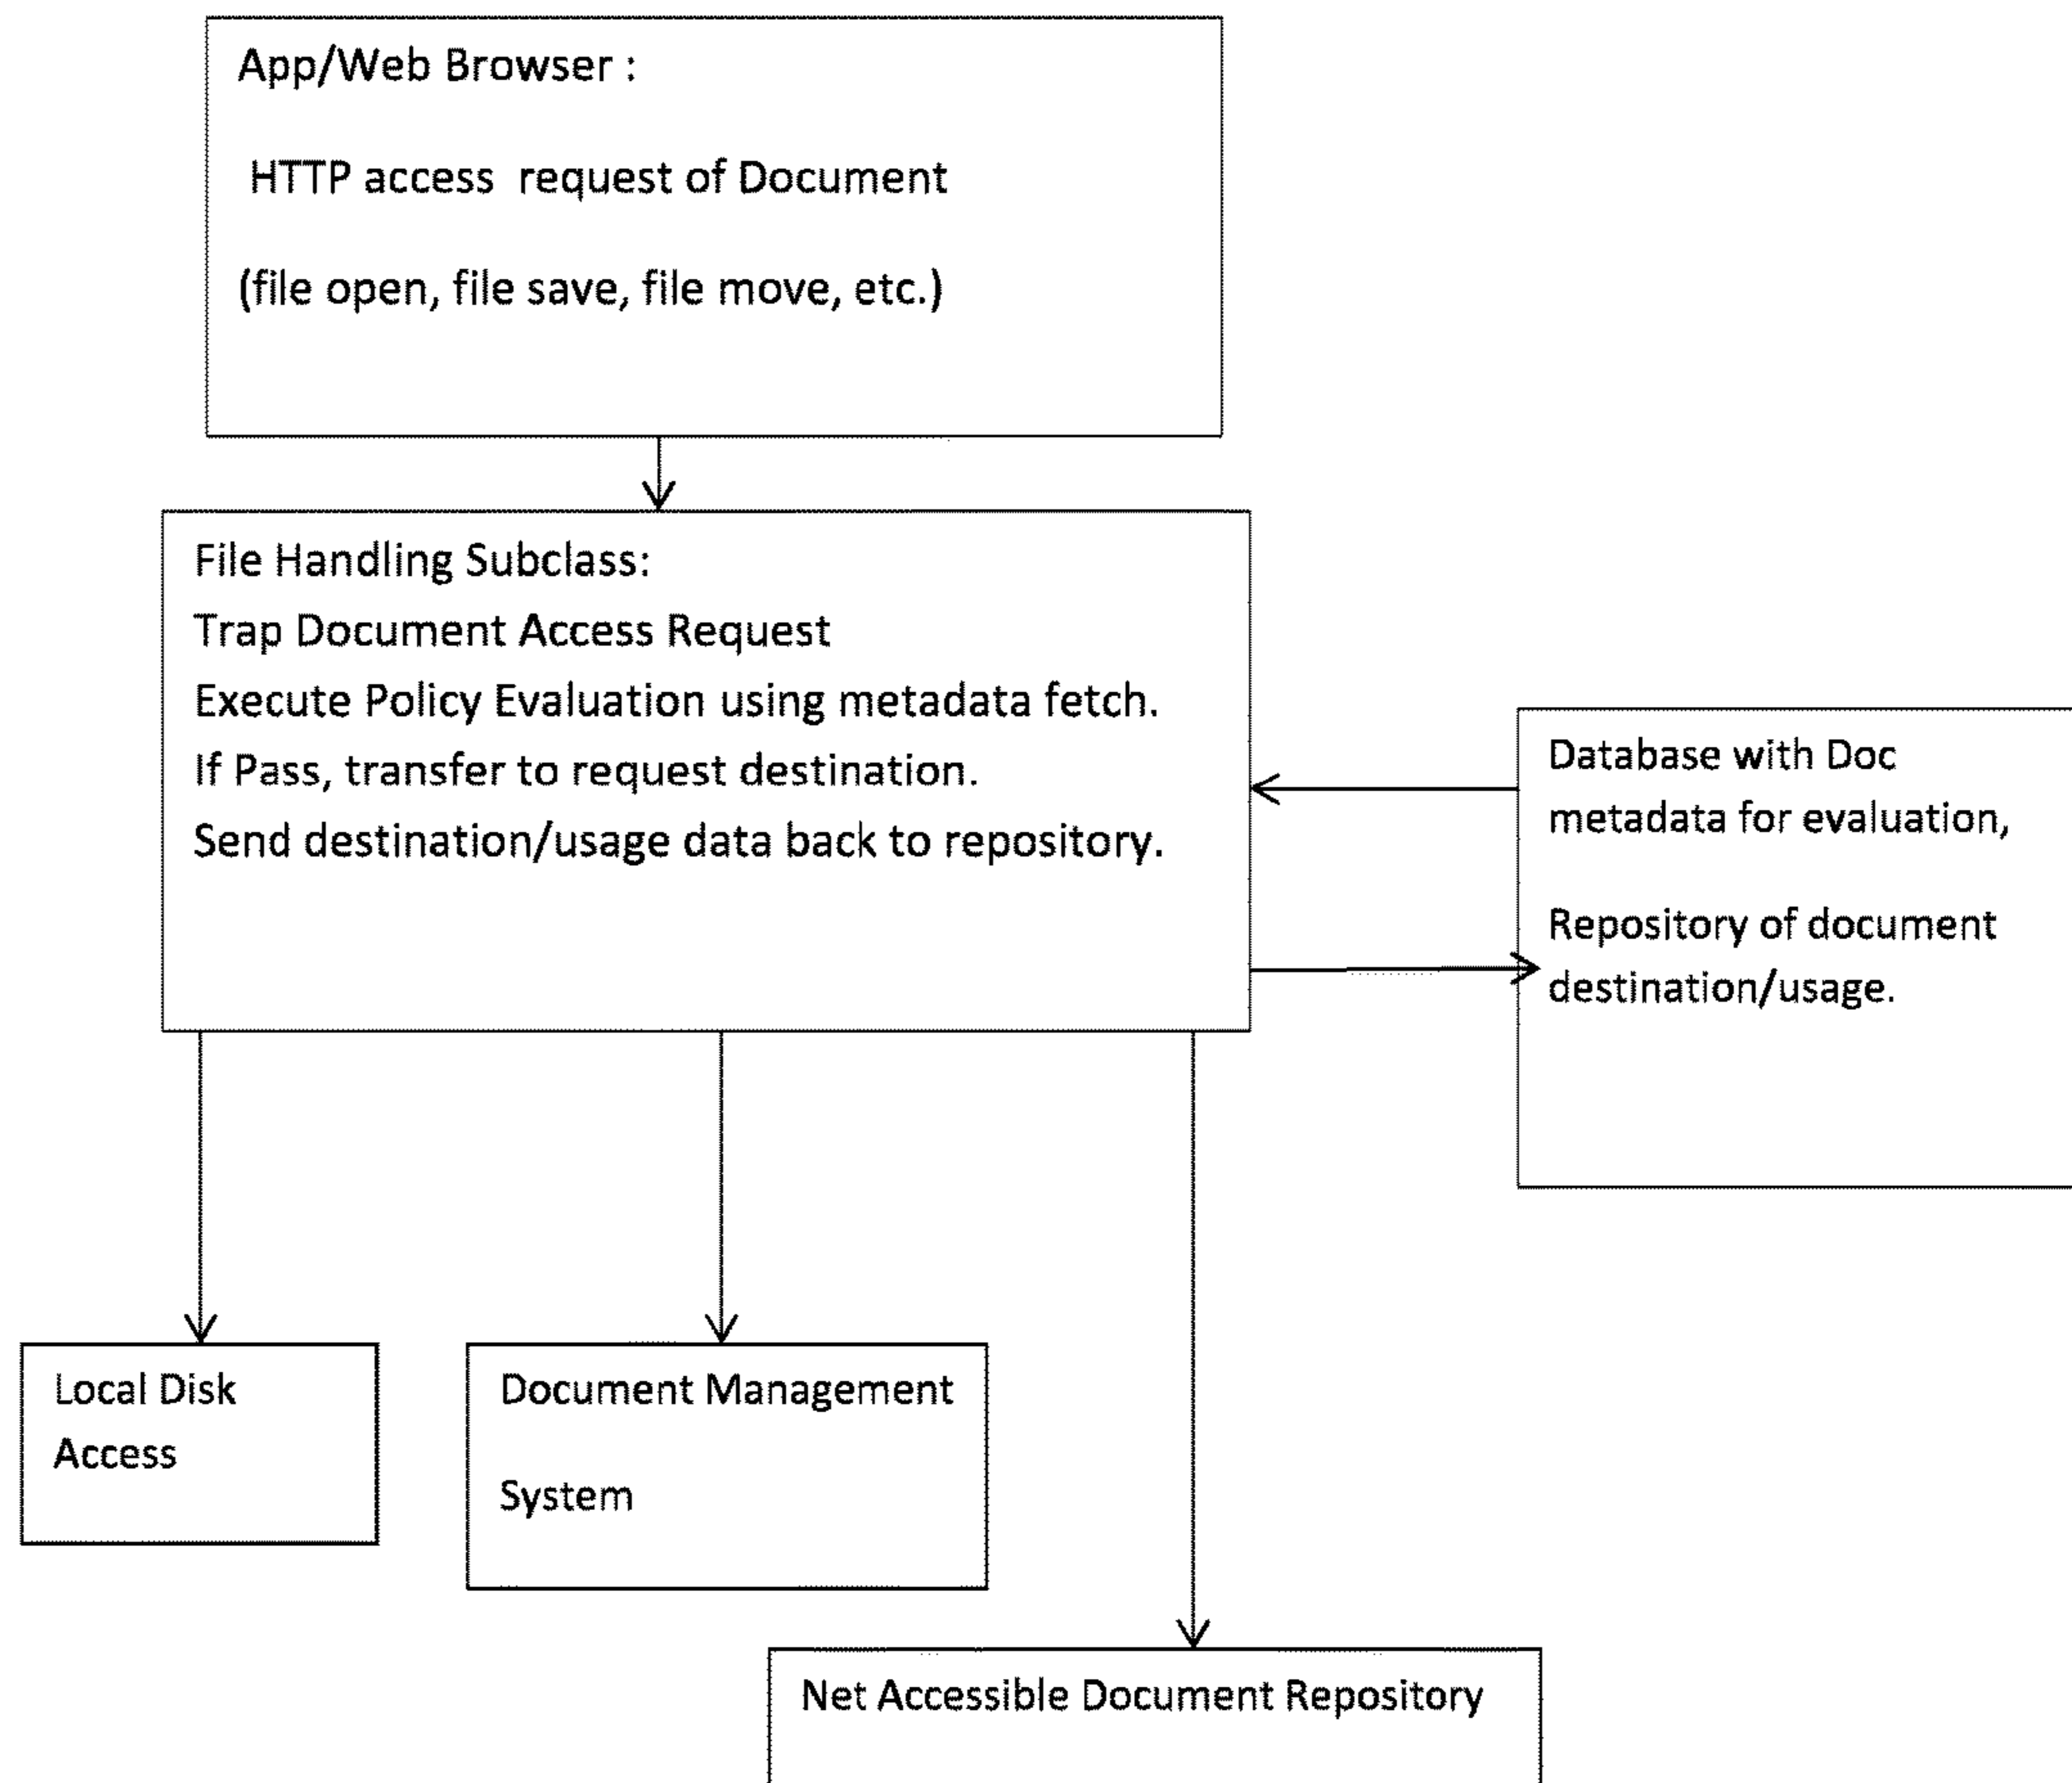 App/Web Browser :
HTTP access request of Document
(file open, file save, file move, etc.)
File Handling Subclass:
Trap Document Access Request
Execute Policy Evaluation using metadata fetch.
If Pass, transfer to request destination.
Send destination/usage data back to repository.
Database with Doc
metadata for evaluation,
Repository of document
destination/usage.
Local Disk
Access
Document Management
System
Net Accessible Document Repository